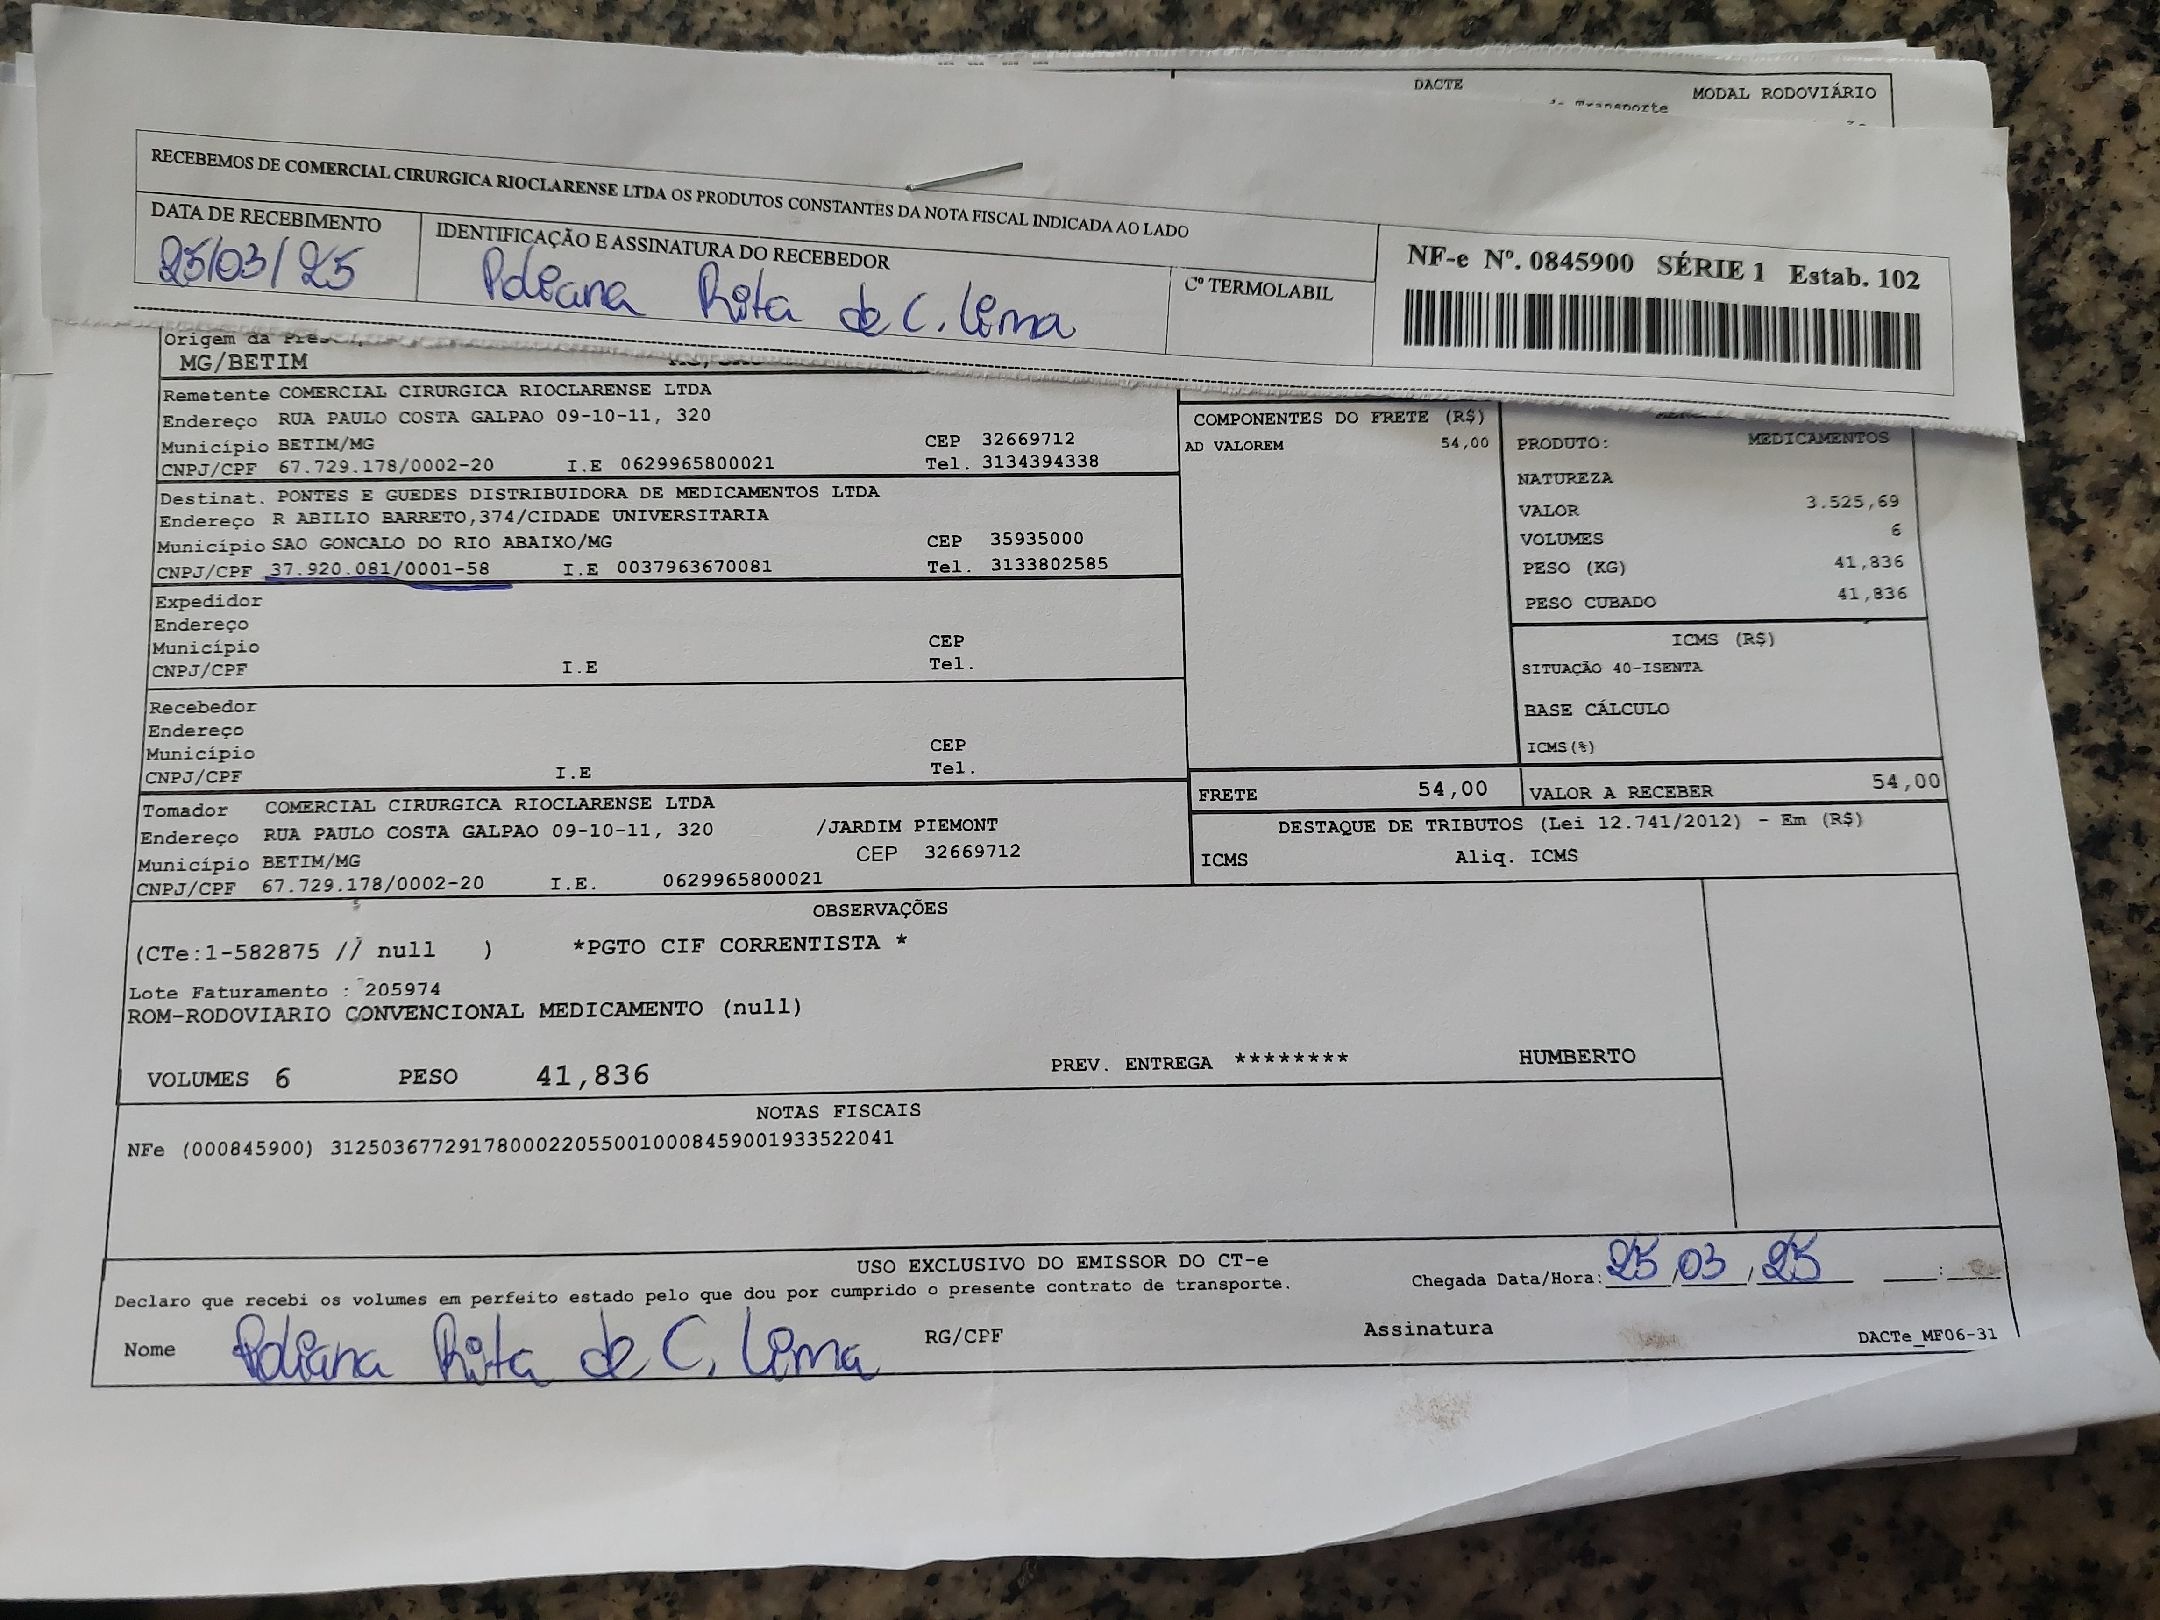 DACTE
MODAL RODOVIÁRIO
RECEBEMOS DE COMERCIAL CIRURGICA RIOCLARENSE LTDA OS PRODUTOS CONSTANTES DA NOTA FISCAL INDICADA AO LADO
DATA DE RECEBIMENTO
25/03/25
IDENTIFICAÇÃO E ASSINATURA DO RECEBEDOR
Poliana Rita de C. Lima
Cº TERMOLABIL
NF-e Nº. 0845900 SÉRIE 1 Estab. 102
Origem da
MG/BETIM
Remetente COMERCIAL CIRURGICA RIOCLARENSE LTDA
Endereço RUA PAULO COSTA GALPAO 09-10-11, 320
Município BETIM/MG CEP 32669712
CNPJ/CPF 67.729.178/0002-20 I.E 0629965800021 Tel. 3134394338
Destinat. PONTES E GUEDES DISTRIBUIDORA DE MEDICAMENTOS LTDA
Endereço R ABILIO BARRETO,374/CIDADE UNIVERSITARIA
Município SAO GONCALO DO RIO ABAIXO/MG CEP 35935000
CNPJ/CPF 37.920.081/0001-58 I.E 0037963670081 Tel. 3133802585
Expedidor
Endereço
Município CEP
CNPJ/CPF I.E Tel.
Recebedor
Endereço
Município CEP
CNPJ/CPF I.E Tel.
Tomador COMERCIAL CIRURGICA RIOCLARENSE LTDA
Endereço RUA PAULO COSTA GALPAO 09-10-11, 320 /JARDIM PIEMONT
Município BETIM/MG CEP 32669712
CNPJ/CPF 67.729.178/0002-20 I.E. 0629965800021
COMPONENTES DO FRETE (R$)
AD VALOREM 54,00
PRODUTO: MEDICAMENTOS
NATUREZA
VALOR 3.525,69
VOLUMES 6
PESO (KG) 41,836
PESO CUBADO 41,836
ICMS (R$)
SITUAÇÃO 40-ISENTA
BASE CÁLCULO
ICMS(%)
FRETE 54,00
VALOR A RECEBER 54,00
DESTAQUE DE TRIBUTOS (Lei 12.741/2012) - Em (R$)
ICMS Aliq. ICMS
OBSERVAÇÕES
(CTe:1-582875 // null ) *PGTO CIF CORRENTISTA *
Lote Faturamento : 205974
ROM-RODOVIARIO CONVENCIONAL MEDICAMENTO (null)
VOLUMES 6 PESO 41,836 PREV. ENTREGA ******** HUMBERTO
NOTAS FISCAIS
NFe (000845900) 31250367729178000220550010008459001933522041
USO EXCLUSIVO DO EMISSOR DO CT-e
Declaro que recebi os volumes em perfeito estado pelo que dou por cumprido o presente contrato de transporte.
Chegada Data/Hora: 25/03/25 :
Nome Poliana Rita de C. Lima RG/CPF Assinatura
DACTe_MF06-31